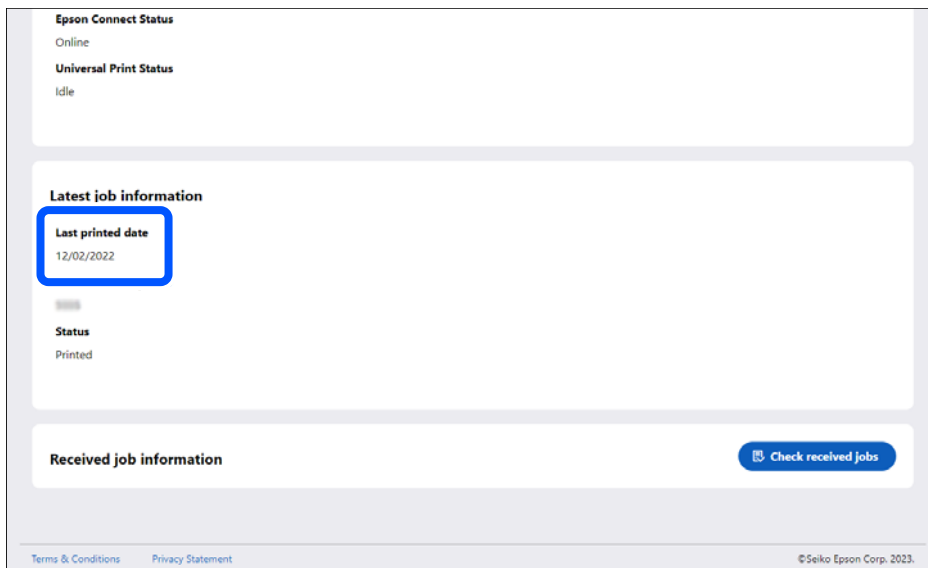 Epson Connect Status
Online
Universal Print Status
Idle
Latest job information
Last printed date
12/02/2022
Status
Printed
Received job information
Check received jobs
Terms & Conditions Privacy Statement ©Seiko Epson Corp. 2023.